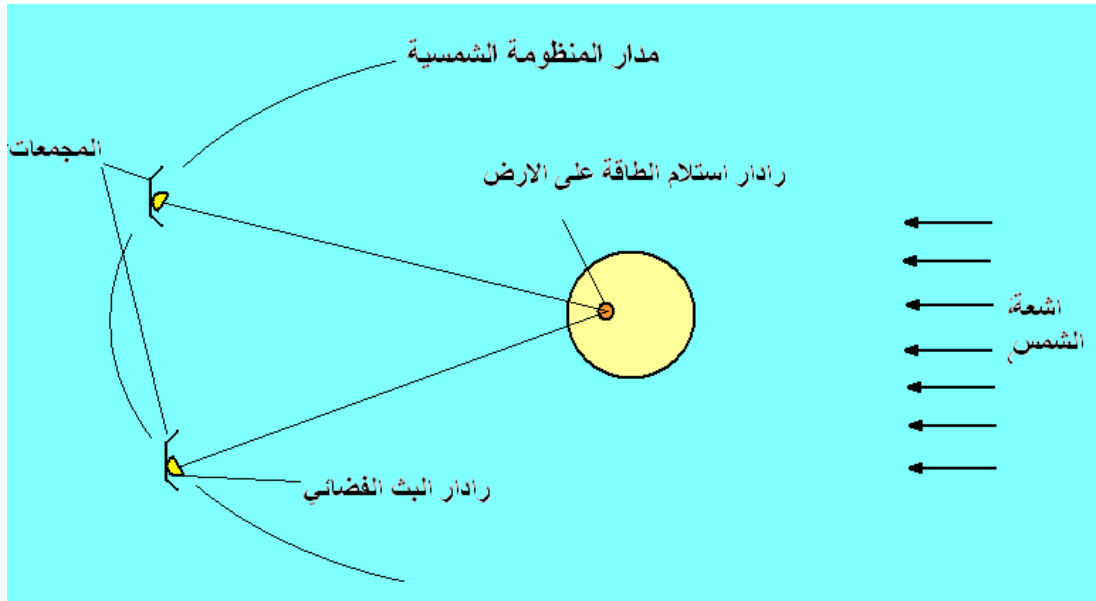 مدار المنظومة الشمسية
المجمعات
رادار استلام الطاقة على الارض
اشعة
الشمس
رادار البث الفضائي